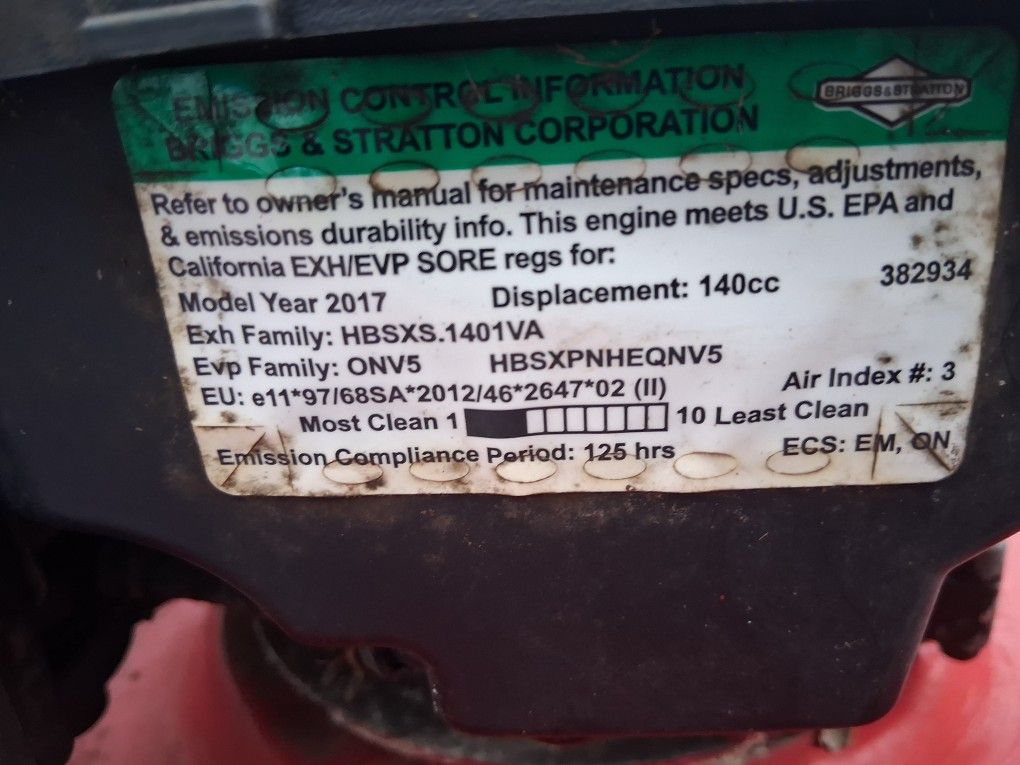 EMISSION CONTROL INFORMATION
BRIGGS & STRATTON CORPORATION
BRIGGS&STRATTON
Refer to owner's manual for maintenance specs, adjustments,
& emissions durability info. This engine meets U.S. EPA and
California EXH/EVP SORE regs for:
Model Year 2017 Displacement: 140cc 382934
Exh Family: HBSXS.1401VA
Evp Family: ONV5 HBSXPNHEQNV5
EU: e11*97/68SA*2012/46*2647*02 (II) Air Index #: 3
Most Clean 1 10 Least Clean
Emission Compliance Period: 125 hrs ECS: EM, ON